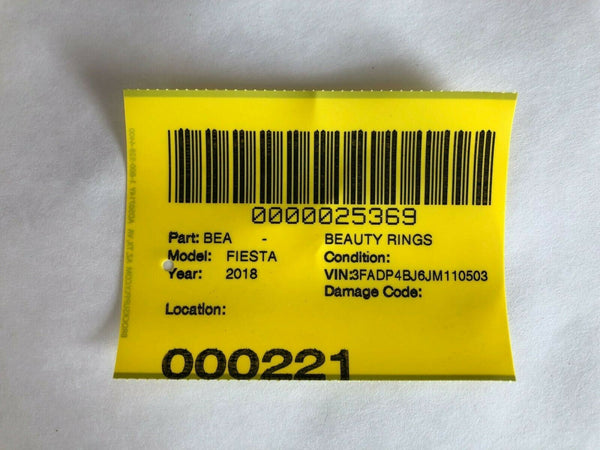 0000025369
Part: BEA - BEAUTY RINGS
Model: FIESTA Condition:
Year: 2018 VIN:3FADP4BJ6JM110503
Damage Code:
Location:
000221